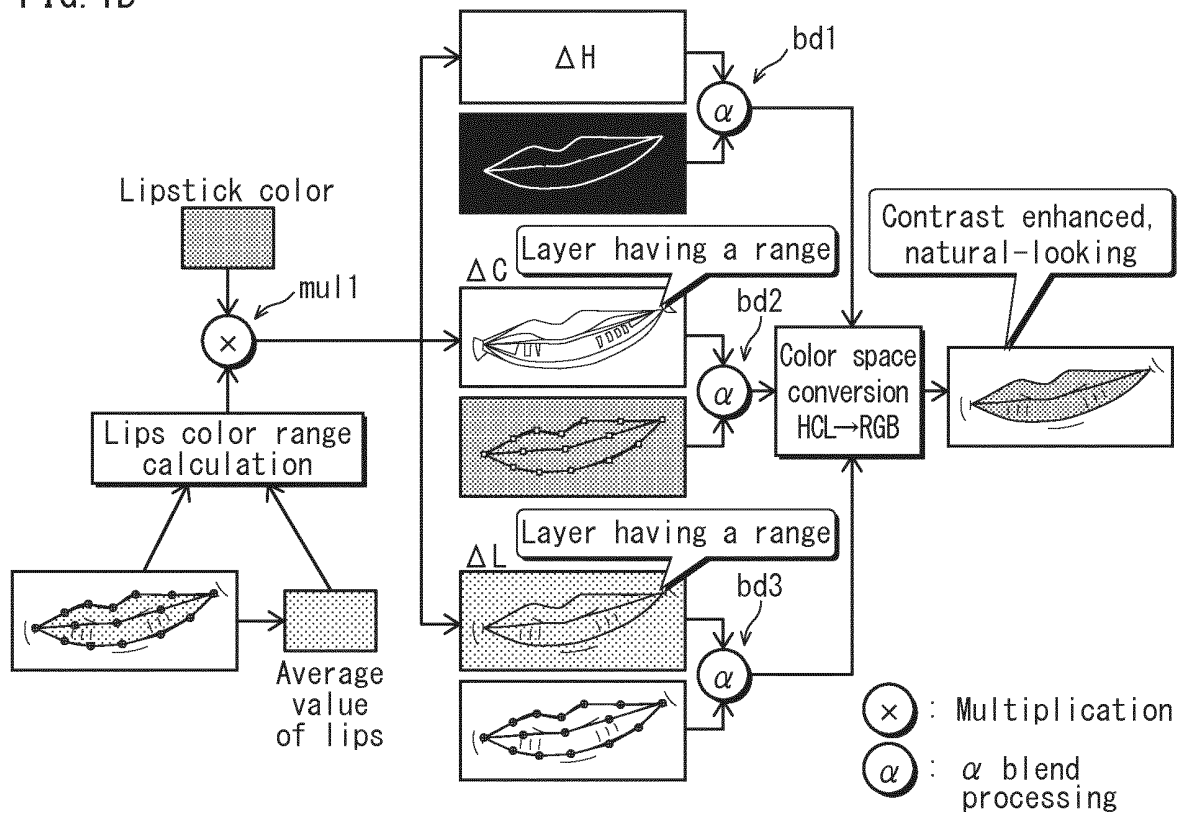 FIG. 4B
ΔH
bd1
α
Lipstick color
mul1
×
Lips color range
calculation
Average
value
of lips
Layer having a range
ΔC
bd2
α
Color space
conversion
HCL→RGB
Contrast enhanced,
natural-looking
Layer having a range
ΔL
bd3
α
× : Multiplication
α : α blend
processing